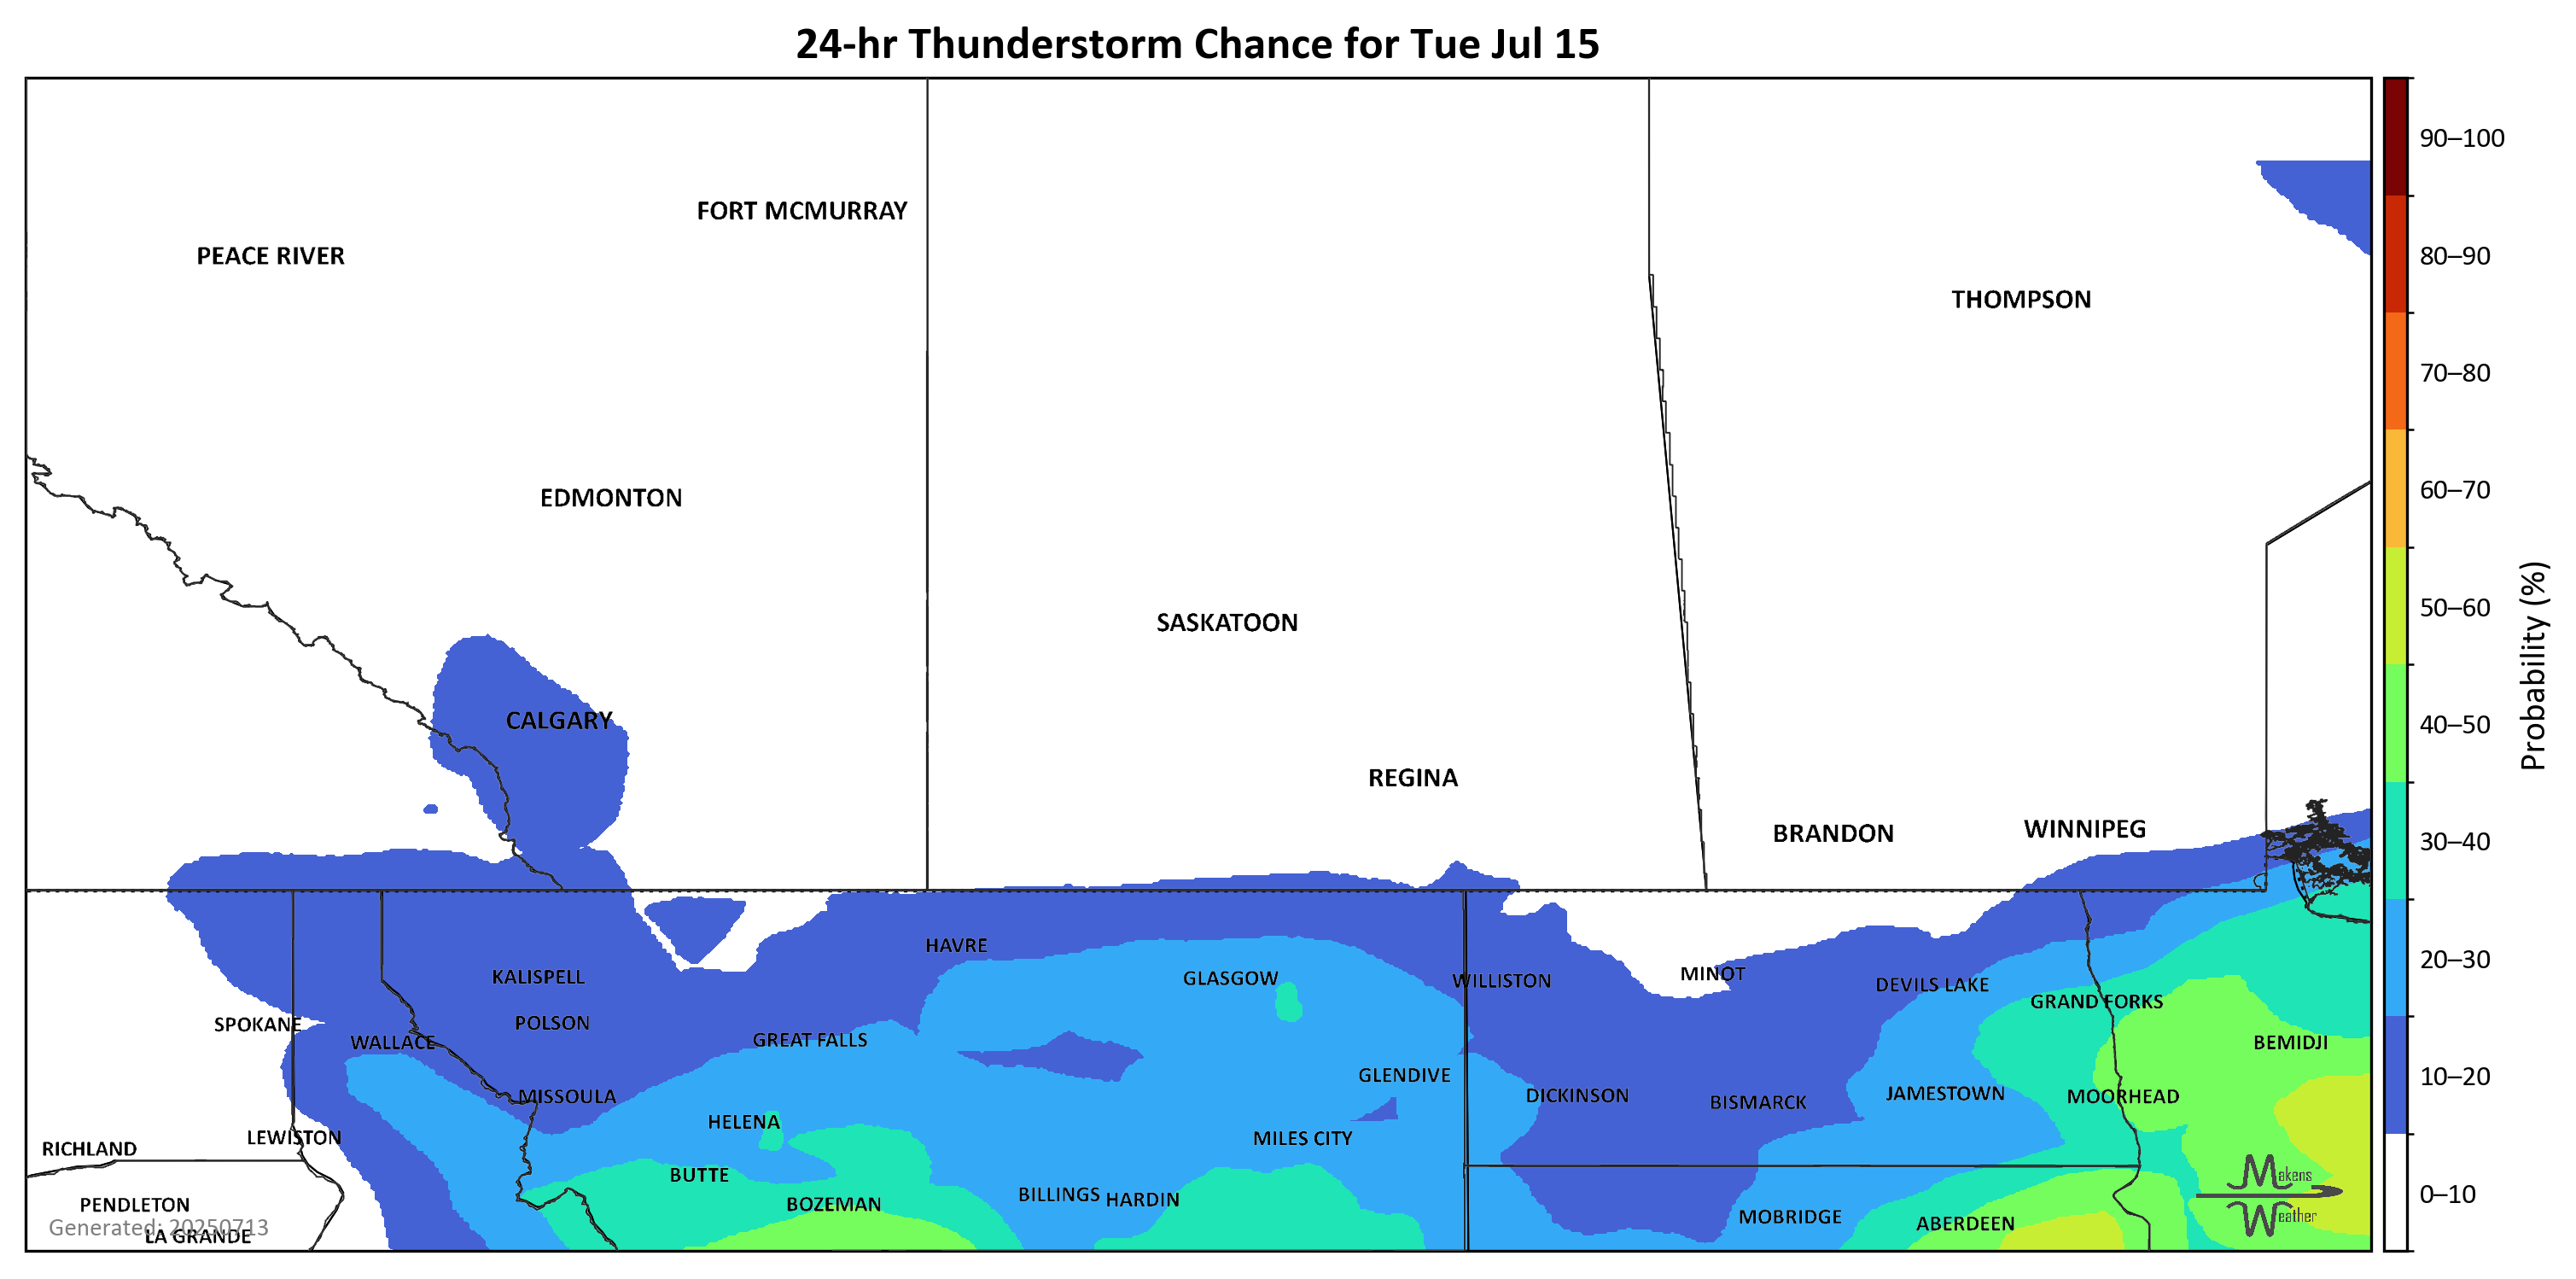 24-hr Thunderstorm Chance for Tue Jul 15
90–100
FORT MCMURRAY
PEACE RIVER
80–90
THOMPSON
70–80
EDMONTON
60–70
SASKATOON
50–60
Probability (%)
CALGARY
40–50
REGINA
BRANDON
WINNIPEG
30–40
HAVRE
KALISPELL
GLASGOW
WILLISTON
MINOT
DEVILS LAKE
20–30
GRAND FORKS
SPOKANE
POLSON
WALLACE
GREAT FALLS
BEMIDJI
GLENDIVE
10–20
MISSOULA
DICKINSON
BISMARCK
JAMESTOWN
MOORHEAD
HELENA
LEWISTON
MILES CITY
RICHLAND
BUTTE
Makens
BILLINGS
HARDIN
0–10
PENDLETON
BOZEMAN
MOBRIDGE
Weather
ABERDEEN
Generated: 20250713
LA GRANDE